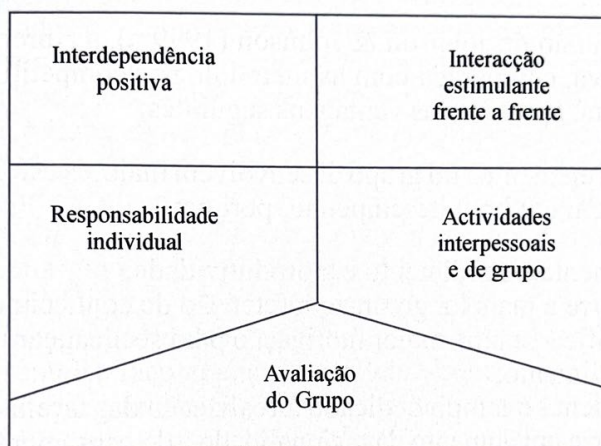 Interdependência
positiva
Interacção
estimulante
frente a frente
Responsabilidade
individual
Actividades
interpessoais
e de grupo
Avaliação
do Grupo